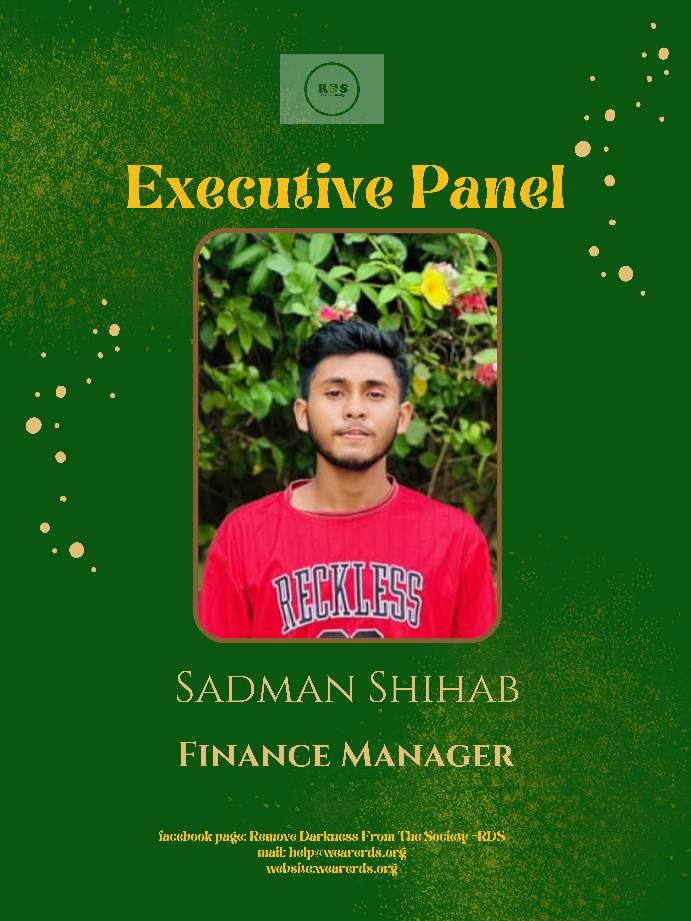 RDS
Executive Panel
RECKLESS
SADMAN SHIHAB
FINANCE MANAGER
facebook page: Remove Darkness From The Society -RDS
mail: help@wearerds.org
website:wearerds.org